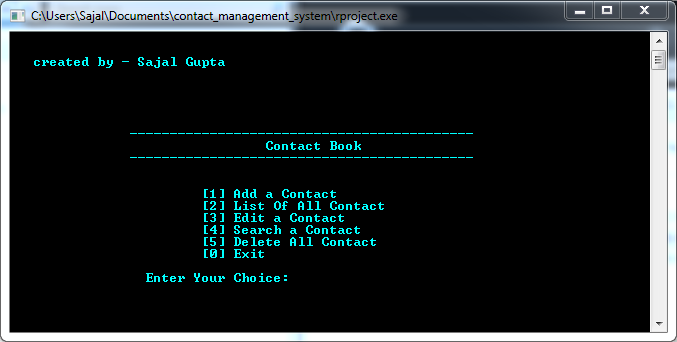 C:\Users\Sajal\Documents\contact_management_system\rproject.exe
created by - Sajal Gupta
Contact Book
[1] Add a Contact
[2] List Of All Contact
[3] Edit a Contact
[4] Search a Contact
[5] Delete All Contact
[0] Exit
Enter Your Choice: